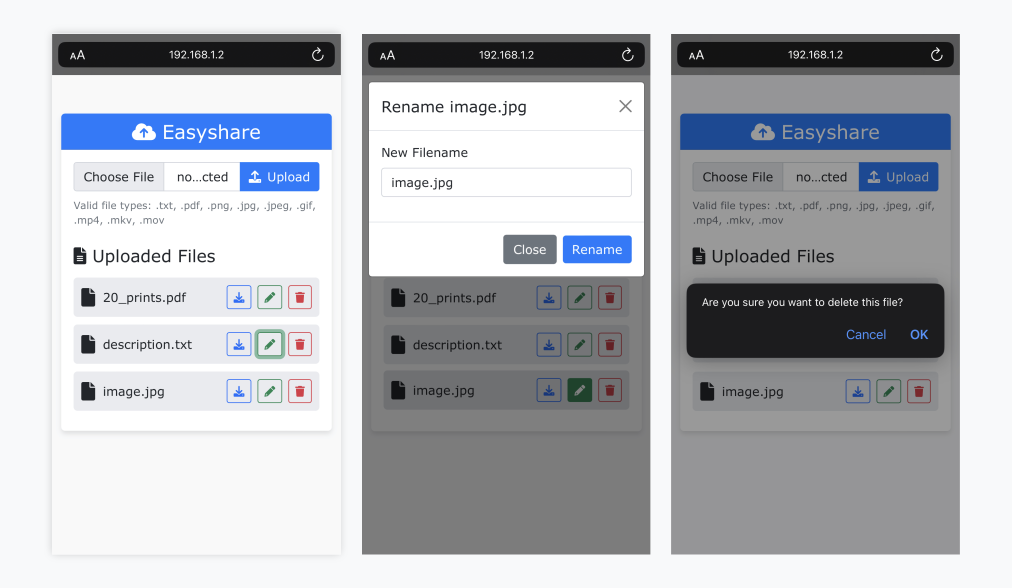 AA 192.168.1.2
Easyshare
Choose File no...cted Upload
Valid file types: .txt, .pdf, .png, .jpg, .jpeg, .gif,
.mp4, .mkv, .mov
Uploaded Files
20_prints.pdf
description.txt
image.jpg
AA 192.168.1.2
Rename image.jpg
New Filename
image.jpg
Close Rename
20_prints.pdf
description.txt
image.jpg
AA 192.168.1.2
Easyshare
Choose File no...cted Upload
Valid file types: .txt, .pdf, .png, .jpg, .jpeg, .gif,
.mp4, .mkv, .mov
Uploaded Files
Are you sure you want to delete this file?
Cancel OK
image.jpg